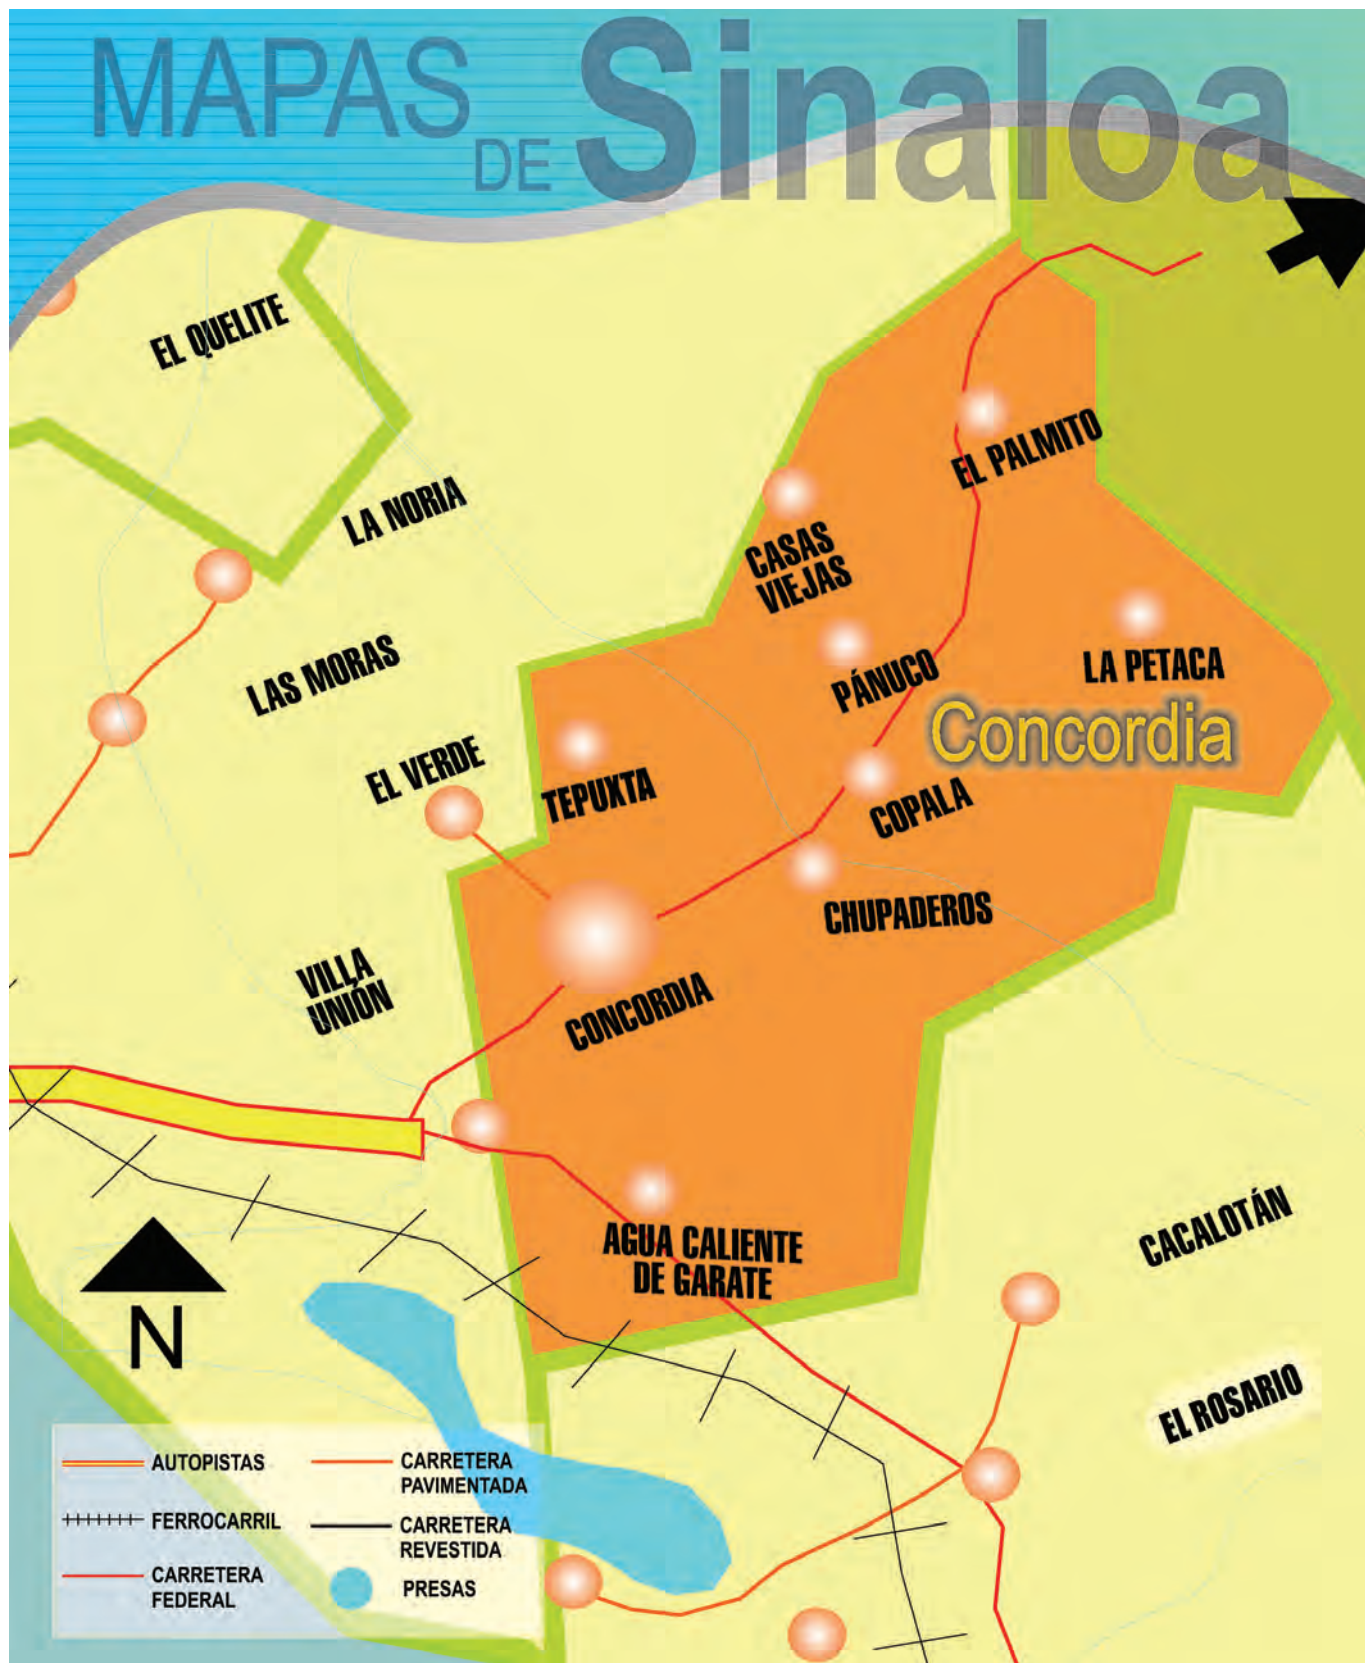 MAPAS
DE Sinaloa
EL QUELITE
LA NORIA
EL PALMITO
CASAS
VIEJAS
LAS MORAS
PÁNUCO
LA PETACA
Concordia
EL VERDE
TEPUXTA
COPALA
CHUPADEROS
VILLA
UNIÓN
CONCORDIA
AGUA CALIENTE
DE GARATE
CACALOTÁN
N
EL ROSARIO
AUTOPISTAS
FERROCARRIL
CARRETERA
FEDERAL
CARRETERA
PAVIMENTADA
CARRETERA
REVESTIDA
PRESAS